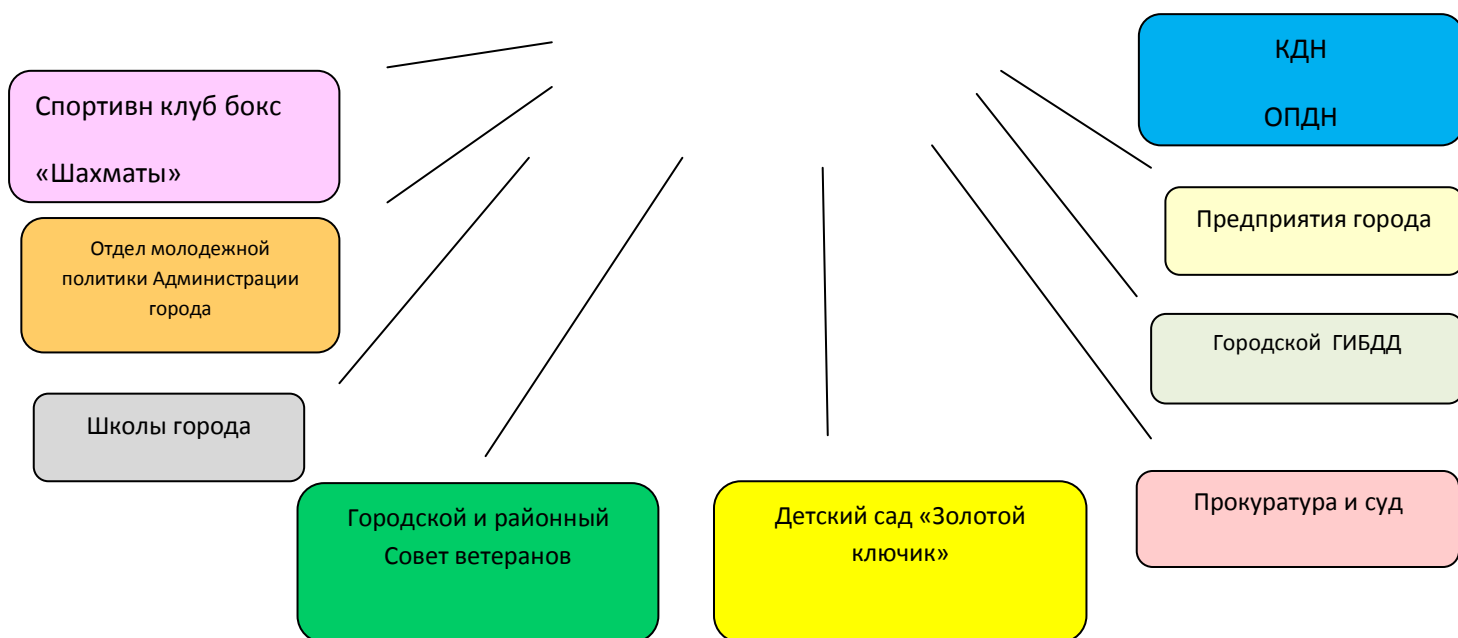 Спортивн клуб бокс
«Шахматы»
Отдел молодежной
политики Администрации
города
Школы города
Городской и районный
Совет ветеранов
Детский сад «Золотой
ключик»
КДН
ОПДН
Предприятия города
Городской ГИБДД
Прокуратура и суд